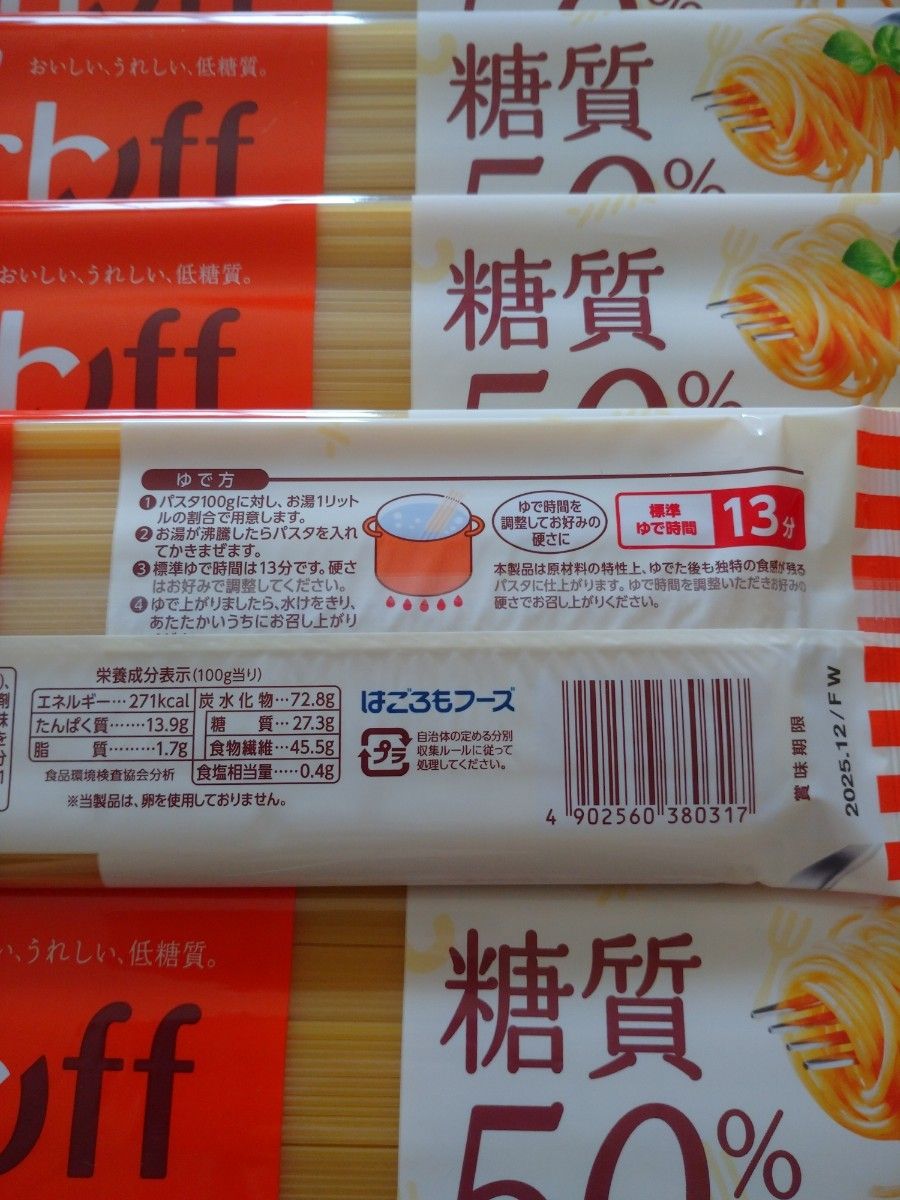 おいしい、うれしい、低糖質。
糖質
50%
おいしい、うれしい、低糖質。
糖質
50%
ゆで方
❶パスタ100gに対し、お湯1リット
ルの割合で用意します。
❷お湯が沸騰したらパスタを入れ
てかきまぜます。
❸標準ゆで時間は13分です。硬さ
はお好みで調整してください。
❹ゆで上がりましたら、水けをきり、
あたたかいうちにお召し上がり
ゆで時間を
調整してお好みの
硬さに
標準
ゆで時間
13分
本製品は原材料の特性上、ゆでた後も独特の食感が残る
パスタに仕上がります。ゆで時間を調整いただきお好みの
硬さでお召し上がりください。
栄養成分表示(100g当り)
エネルギー…271kcal
たんぱく質……13.9g
脂質………1.7g
炭水化物…72.8g
糖質…27.3g
食物繊維…45.5g
食塩相当量……0.4g
食品環境検査協会分析
※当製品は、卵を使用しておりません。
はごろもフーズ
プラ
自治体の定める分別
収集ルールに従って
処理してください。
4 902560 380317
賞味期限
2025.12/FW
い、うれしい、低糖質。
off
糖質
50%